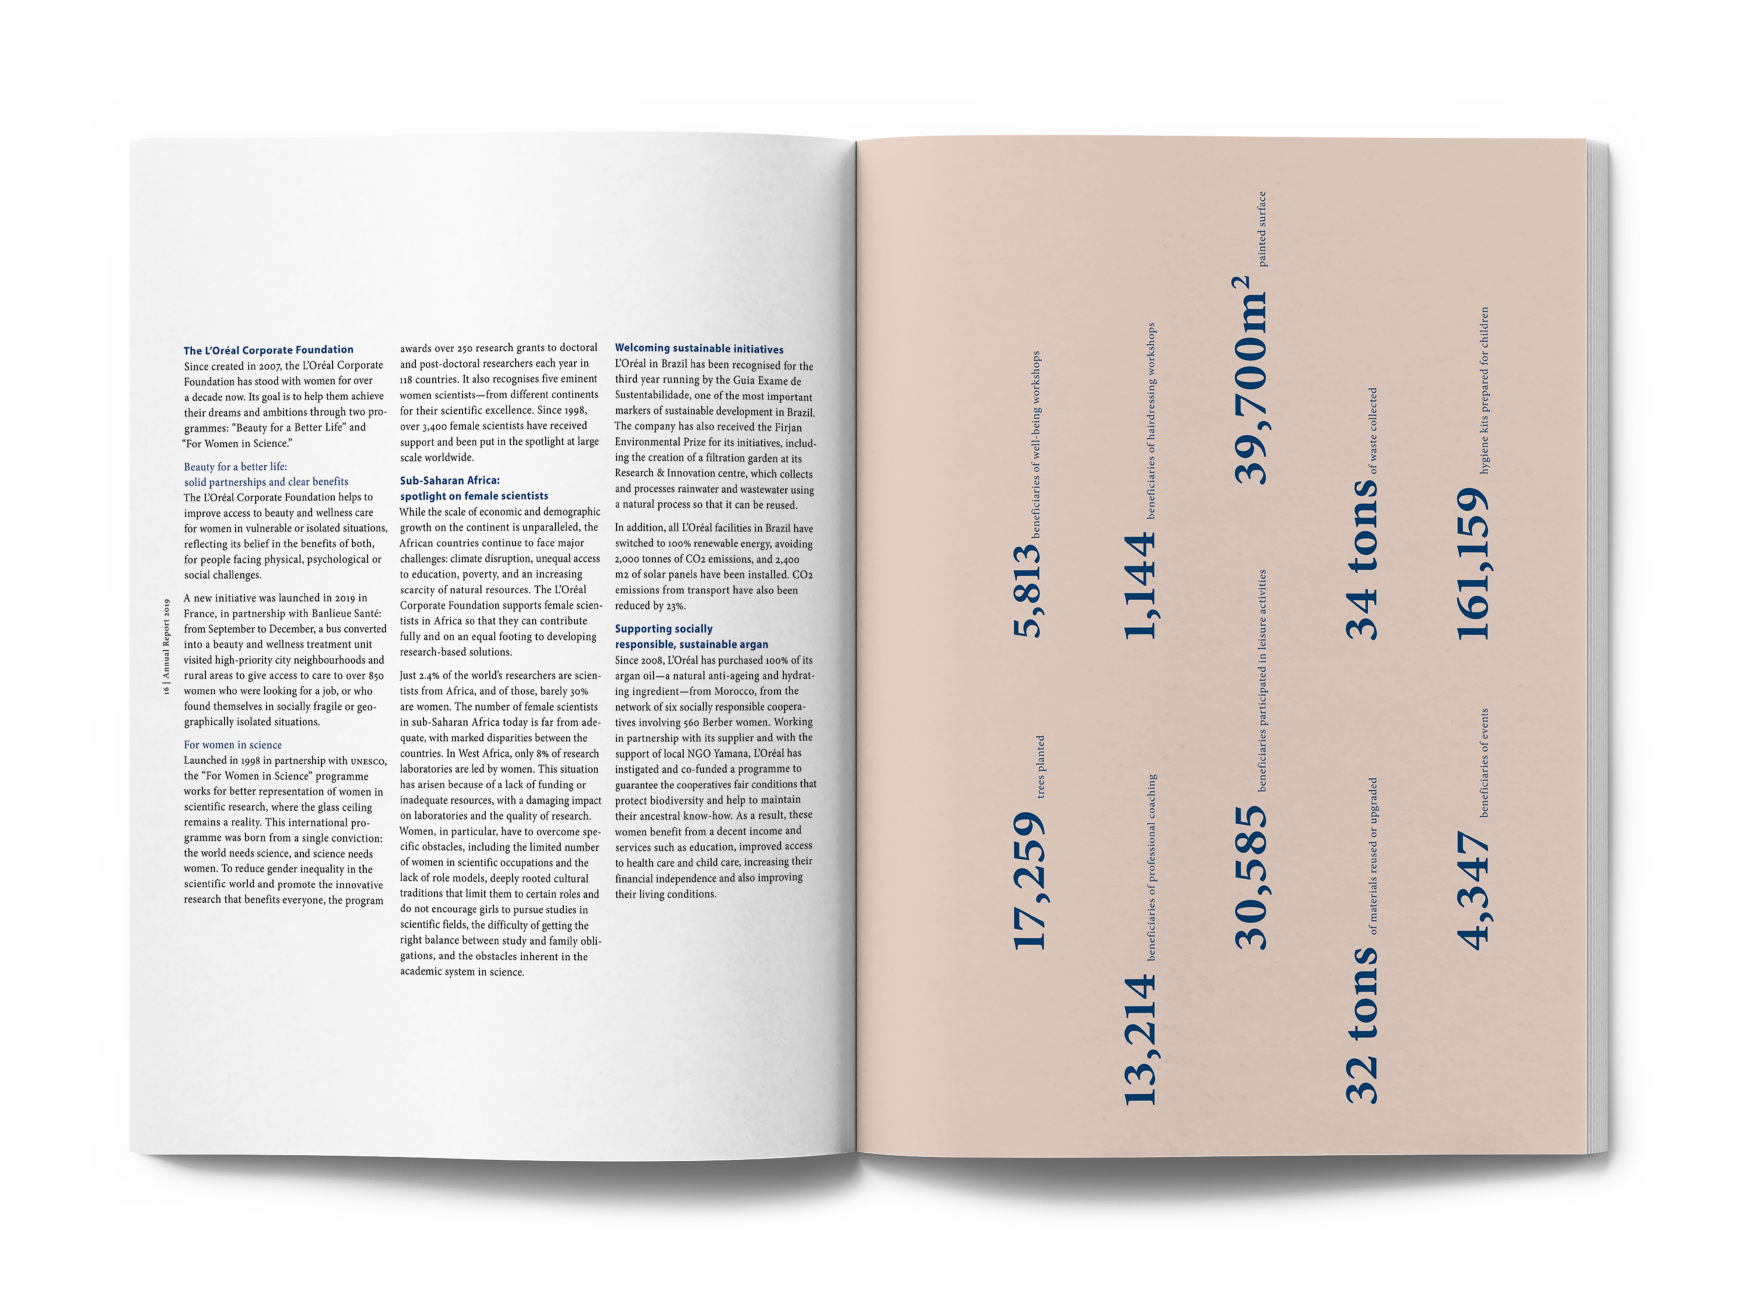 16 | Annual Report 2019
The L’Oréal Corporate Foundation
Since created in 2007, the L’Oréal Corporate
Foundation has stood with women for over
a decade now. Its goal is to help them achieve
their dreams and ambitions through two pro-
grammes: “Beauty for a Better Life” and
“For Women in Science.”
Beauty for a better life:
solid partnerships and clear benefits
The L’Oréal Corporate Foundation helps to
improve access to beauty and wellness care
for women in vulnerable or isolated situations,
reflecting its belief in the benefits of both,
for people facing physical, psychological or
social challenges.
A new initiative was launched in 2019 in
France, in partnership with Banlieue Santé:
from September to December, a bus converted
into a beauty and wellness treatment unit
visited high-priority city neighbourhoods and
rural areas to give access to care to over 850
women who were looking for a job, or who
found themselves in socially fragile or geo-
graphically isolated situations.
For women in science
Launched in 1998 in partnership with UNESCO,
the “For Women in Science” programme
works for better representation of women in
scientific research, where the glass ceiling
remains a reality. This international pro-
gramme was born from a single conviction:
the world needs science, and science needs
women. To reduce gender inequality in the
scientific world and promote the innovative
research that benefits everyone, the program
awards over 250 research grants to doctoral
and post-doctoral researchers each year in
118 countries. It also recognises five eminent
women scientists—from different continents
for their scientific excellence. Since 1998,
over 3,400 female scientists have received
support and been put in the spotlight at large
scale worldwide.
Sub-Saharan Africa:
spotlight on female scientists
While the scale of economic and demographic
growth on the continent is unparalleled, the
African countries continue to face major
challenges: climate disruption, unequal access
to education, poverty, and an increasing
scarcity of natural resources. The L’Oréal
Corporate Foundation supports female scien-
tists in Africa so that they can contribute
fully and on an equal footing to developing
research-based solutions.
Just 2.4% of the world’s researchers are scien-
tists from Africa, and of those, barely 30%
are women. The number of female scientists
in sub-Saharan Africa today is far from ade-
quate, with marked disparities between the
countries. In West Africa, only 8% of research
laboratories are led by women. This situation
has arisen because of a lack of funding or
inadequate resources, with a damaging impact
on laboratories and the quality of research.
Women, in particular, have to overcome spe-
cific obstacles, including the limited number
of women in scientific occupations and the
lack of role models, deeply rooted cultural
traditions that limit them to certain roles and
do not encourage girls to pursue studies in
scientific fields, the difficulty of getting the
right balance between study and family obli-
gations, and the obstacles inherent in the
academic system in science.
Welcoming sustainable initiatives
L’Oréal in Brazil has been recognised for the
third year running by the Guia Exame de
Sustentabilidade, one of the most important
markers of sustainable development in Brazil.
The company has also received the Firjan
Environmental Prize for its initiatives, includ-
ing the creation of a filtration garden at its
Research & Innovation centre, which collects
and processes rainwater and wastewater using
a natural process so that it can be reused.
In addition, all L’Oréal facilities in Brazil have
switched to 100% renewable energy, avoiding
2,000 tonnes of CO2 emissions, and 2,400
m2 of solar panels have been installed. CO2
emissions from transport have also been
reduced by 23%.
Supporting socially
responsible, sustainable argan
Since 2008, L’Oréal has purchased 100% of its
argan oil—a natural anti-ageing and hydrat-
ing ingredient—from Morocco, from the
network of six socially responsible coopera-
tives involving 560 Berber women. Working
in partnership with its supplier and with the
support of local NGO Yamana, L’Oréal has
instigated and co-funded a programme to
guarantee the cooperatives fair conditions that
protect biodiversity and help to maintain
their ancestral know-how. As a result, these
women benefit from a decent income and
services such as education, improved access
to health care and child care, increasing their
financial independence and also improving
their living conditions.
17,259 trees planted
5,813 beneficiaries of well-being workshops
13,214 beneficiaries of professional coaching
1,144 beneficiaries of hairdressing workshops
30,585 beneficiaries participated in leisure activities
39,700m² painted surface
32 tons of materials reused or upgraded
34 tons of waste collected
4,347 beneficiaries of events
161,159 hygiene kits prepared for children